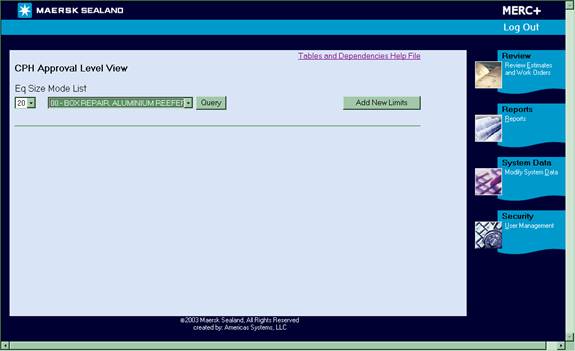 MAERSK SEALAND
MERC+
Log Out
Tables and Dependencies Help File
CPH Approval Level View
Eq Size Mode List
20
00 - BOX REPAIR, ALUMINIUM REEFER
Query
Add New Limits
Review
Review Estimates
and Work Orders
Reports
Reports
System Data
Modify System Data
Security
User Management
©2003 Maersk Sealand, All Rights Reserved
created by: Americas Systems, LLC